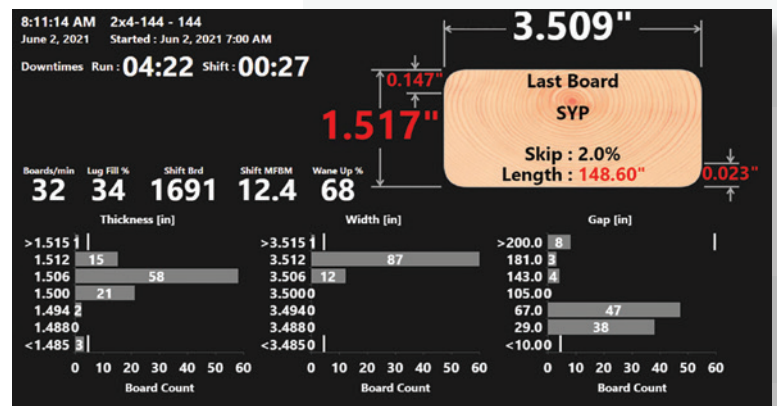 8:11:14 AM 2x4-144 - 144
June 2, 2021 Started : Jun 2, 2021 7:00 AM
Downtimes Run : 04:22 Shift : 00:27
3.509"
0.147"
1.517"
Last Board
SYP
Skip : 2.0%
Length : 148.60"
0.023"
Boards/min Lug Fill % Shift Brd Shift MFBM Wane Up %
32 34 1691 12.4 68
Thickness [in]
>1.515 1
1.512 15
1.506 58
1.500 21
1.494 2
1.488 0
<1.485 3
0 10 20 30 40 50 60
Board Count
Width [in]
>3.515 1
3.512 87
3.506 12
3.500 0
3.494 0
3.488 0
<3.485 0
0 10 20 30 40 50 60
Board Count
Gap [in]
>200.0 8
181.0 3
143.0 4
105.0 0
67.0 47
29.0 38
<10.0 0
0 10 20 30 40 50 60
Board Count